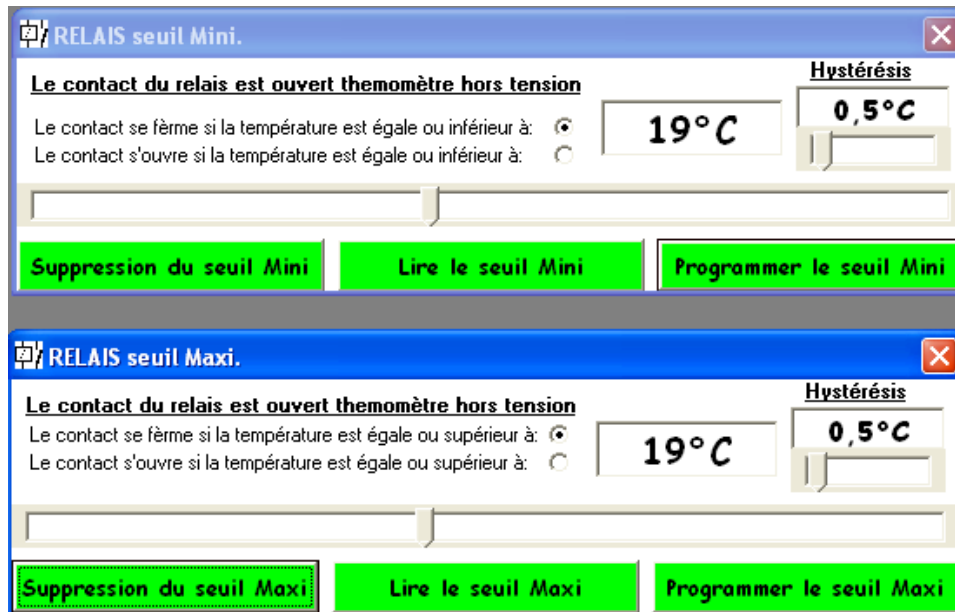 RELAIS seuil Mini.
Le contact du relais est ouvert themomètre hors tension
Hystérésis
0,5°C
Le contact se fèrme si la température est égale ou inférieur à:
19°C
Le contact s'ouvre si la température est égale ou inférieur à:
Suppression du seuil Mini
Lire le seuil Mini
Programmer le seuil Mini
RELAIS seuil Maxi.
Le contact du relais est ouvert themomètre hors tension
Hystérésis
0,5°C
Le contact se fèrme si la température est égale ou supérieur à:
19°C
Le contact s'ouvre si la température est égale ou supérieur à:
Suppression du seuil Maxi
Lire le seuil Maxi
Programmer le seuil Maxi